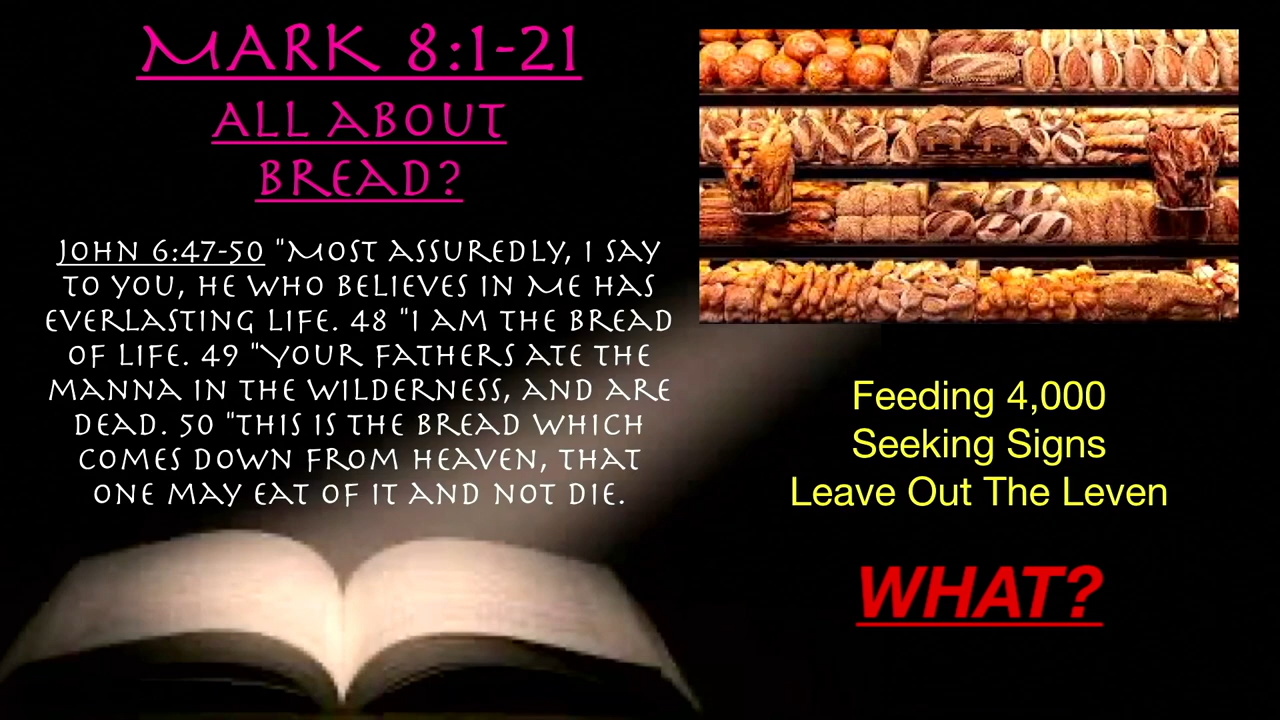 MARK 8:1-21
ALL ABOUT
BREAD?
JOHN 6:47-50 "MOST ASSUREDLY, I SAY
TO YOU, HE WHO BELIEVES IN ME HAS
EVERLASTING LIFE. 48 "I AM THE BREAD
OF LIFE. 49 "YOUR FATHERS ATE THE
MANNA IN THE WILDERNESS, AND ARE
DEAD. 50 "THIS IS THE BREAD WHICH
COMES DOWN FROM HEAVEN, THAT
ONE MAY EAT OF IT AND NOT DIE.
Feeding 4,000
Seeking Signs
Leave Out The Leven
WHAT?